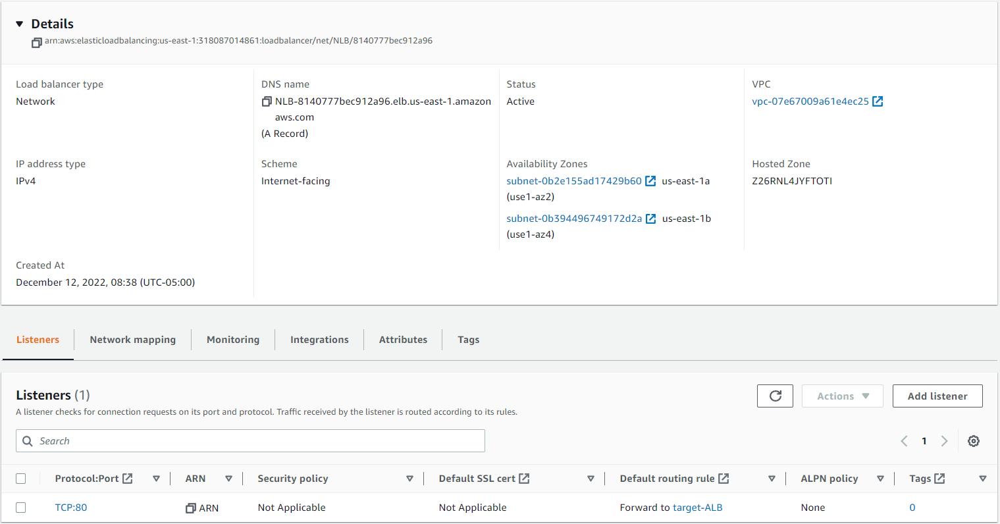 Details
arn:aws:elasticloadbalancing:us-east-1:318087014861:loadbalancer/net/NLB/8140777bec912a96
Load balancer type
Network
DNS name
NLB-8140777bec912a96.elb.us-east-1.amazon
aws.com
(A Record)
Status
Active
VPC
vpc-07e67009a61e4ec25
IP address type
IPv4
Scheme
Internet-facing
Availability Zones
subnet-0b2e155ad17429b60 us-east-1a
(use1-az2)
subnet-0b394496749172d2a us-east-1b
(use1-az4)
Hosted Zone
Z26RNL4JYFTOTI
Created At
December 12, 2022, 08:38 (UTC-05:00)
Listeners Network mapping Monitoring Integrations Attributes Tags
Listeners (1)
A listener checks for connection requests on its port and protocol. Traffic received by the listener is routed according to its rules.
Actions Add listener
Search
1
Protocol:Port ARN Security policy Default SSL cert Default routing rule ALPN policy Tags
TCP:80 ARN Not Applicable Not Applicable Forward to target-ALB None 0